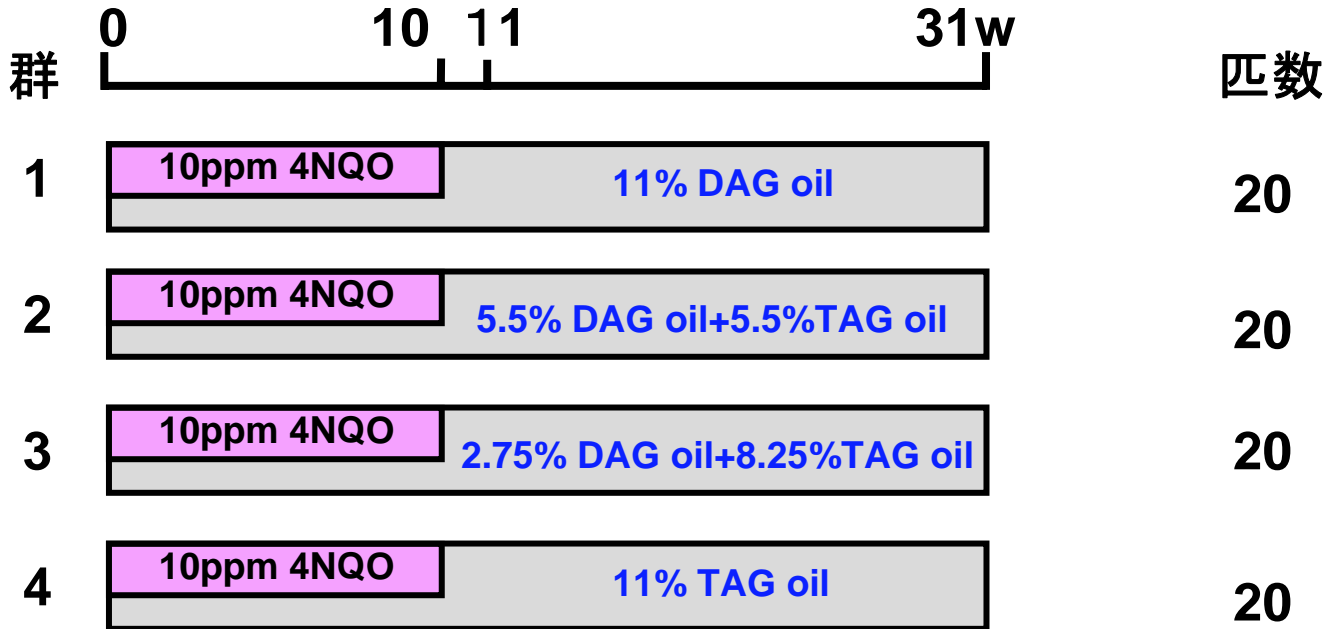 0 10 11 31w
群 匹数
1 10ppm 4NQO 11% DAG oil 20
2 10ppm 4NQO 5.5% DAG oil+5.5%TAG oil 20
3 10ppm 4NQO 2.75% DAG oil+8.25%TAG oil 20
4 10ppm 4NQO 11% TAG oil 20